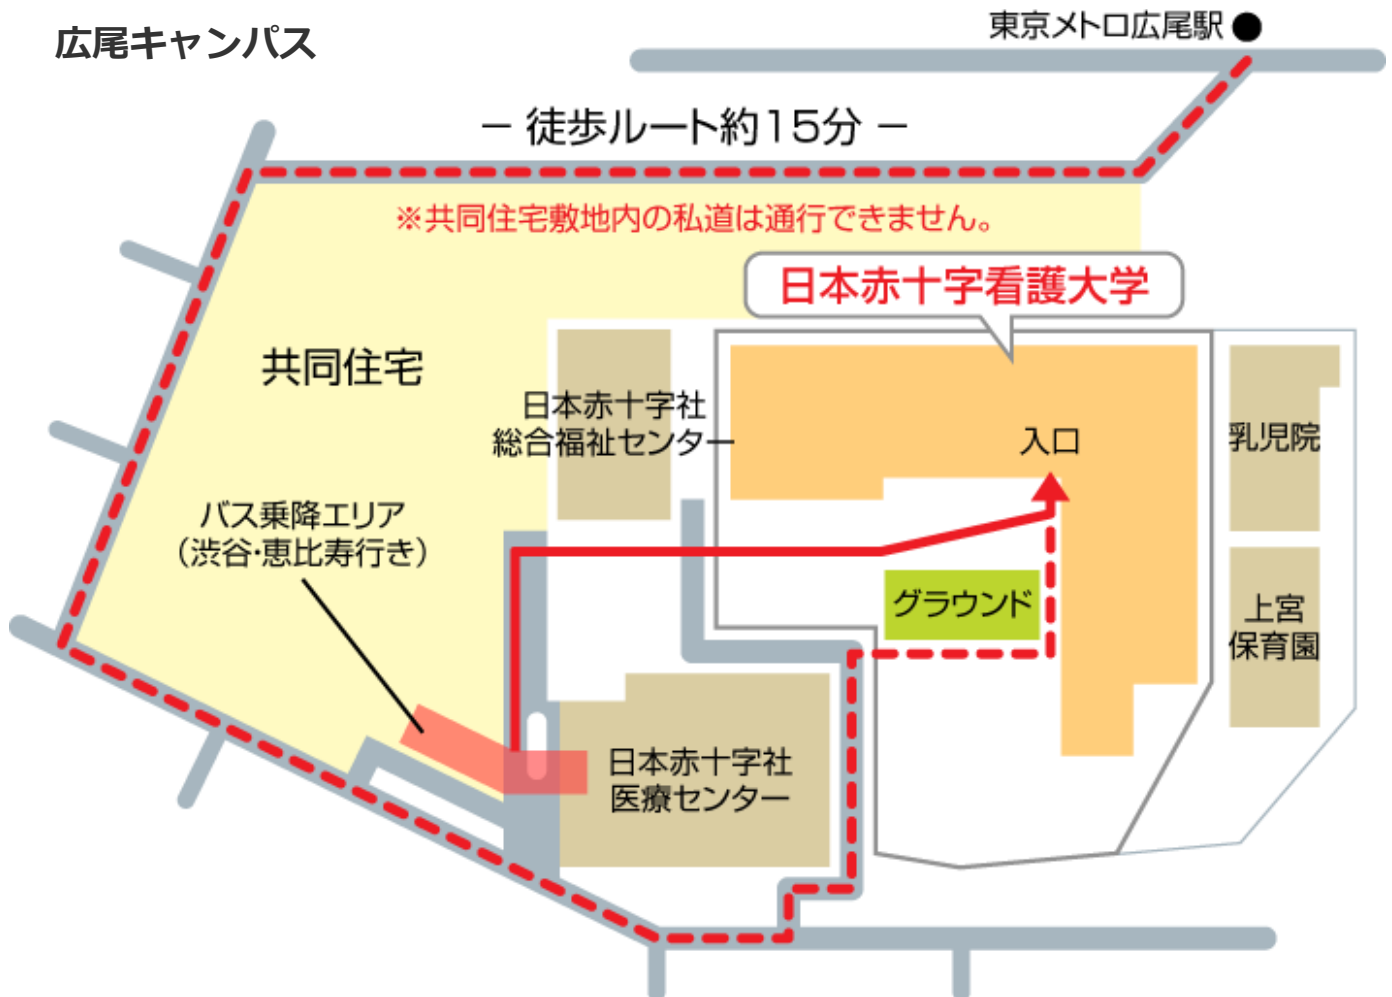 広尾キャンパス
東京メトロ広尾駅
－ 徒歩ルート約15分 －
※共同住宅敷地内の私道は通行できません。
日本赤十字看護大学
共同住宅
日本赤十字社
総合福祉センター
入口
乳児院
バス乗降エリア
（渋谷・恵比寿行き）
グラウンド
上宮
保育園
日本赤十字社
医療センター